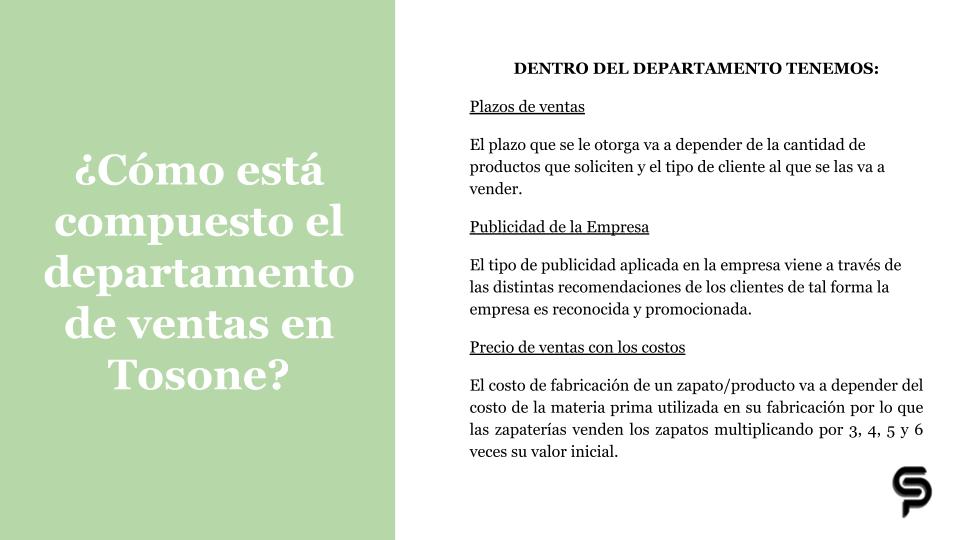 ¿Cómo está
compuesto el
departamento
de ventas en
Tosone?
DENTRO DEL DEPARTAMENTO TENEMOS:
Plazos de ventas
El plazo que se le otorga va a depender de la cantidad de
productos que soliciten y el tipo de cliente al que se las va a
vender.
Publicidad de la Empresa
El tipo de publicidad aplicada en la empresa viene a través de
las distintas recomendaciones de los clientes de tal forma la
empresa es reconocida y promocionada.
Precio de ventas con los costos
El costo de fabricación de un zapato/producto va a depender del
costo de la materia prima utilizada en su fabricación por lo que
las zapaterías venden los zapatos multiplicando por 3, 4, 5 y 6
veces su valor inicial.